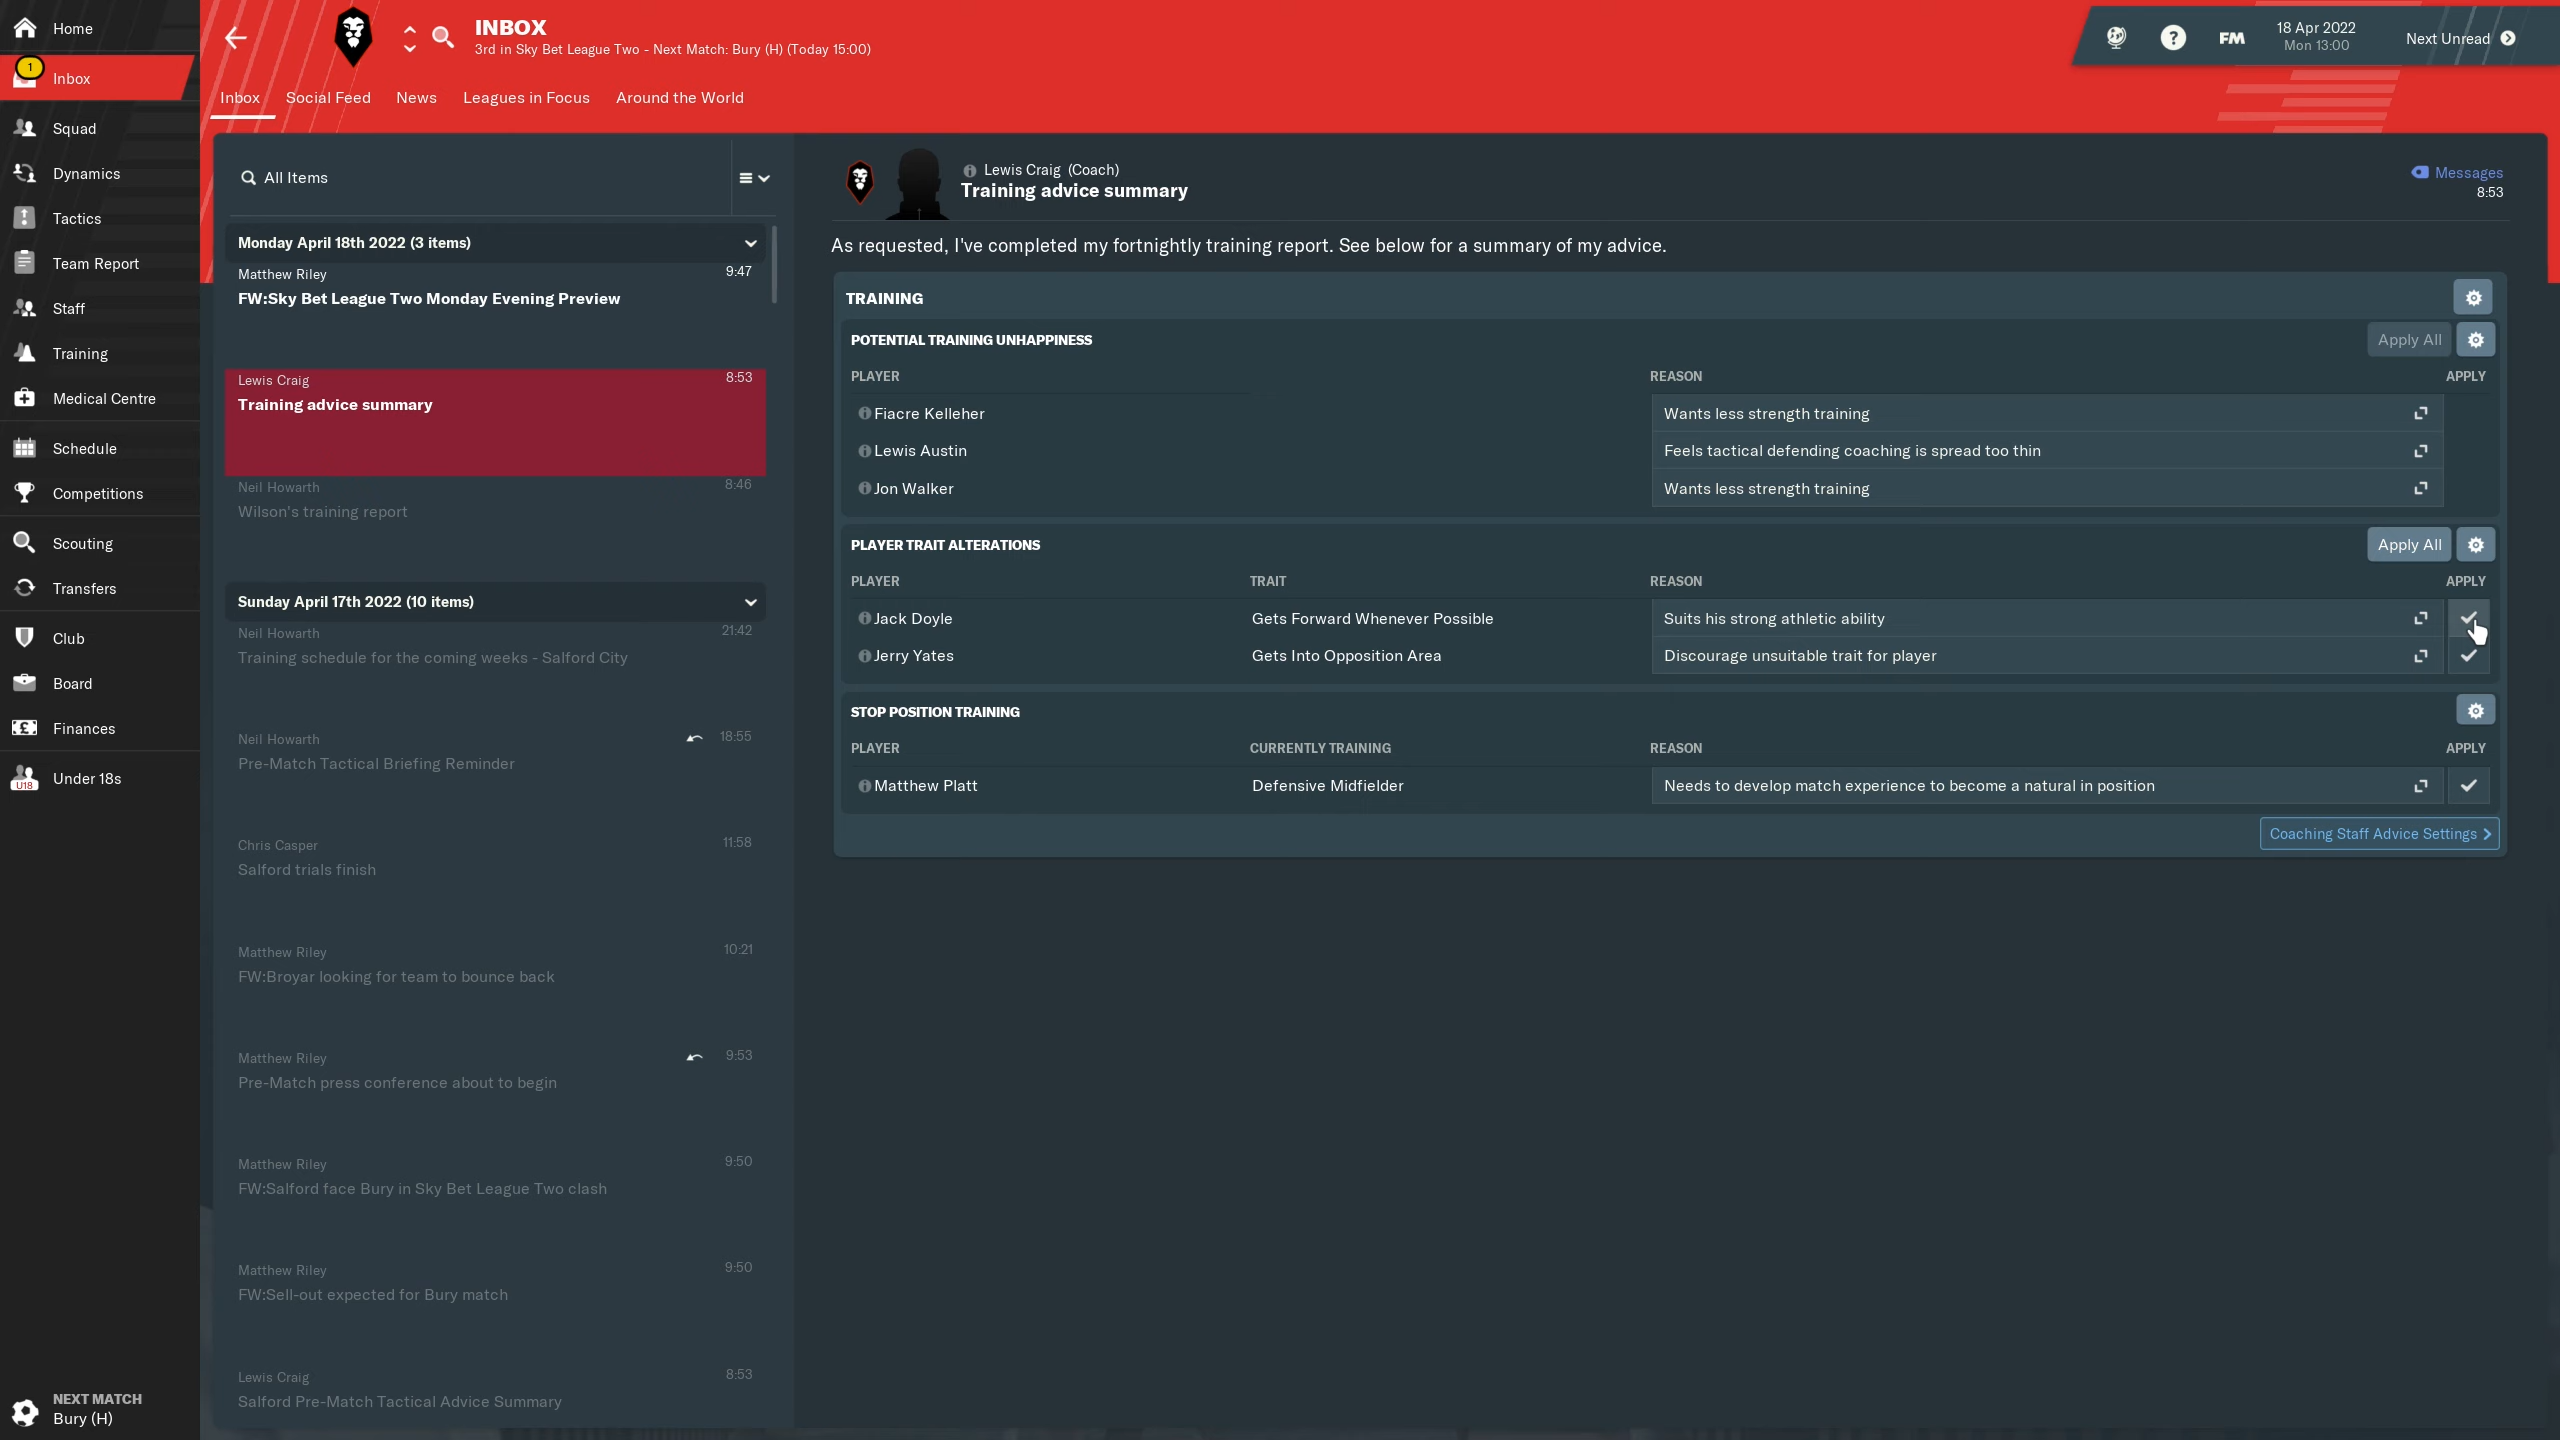 Home
1
Inbox
Squad
Dynamics
Tactics
Team Report
Staff
Training
Medical Centre
Schedule
Competitions
Scouting
Transfers
Club
Board
Finances
U18
Under 18s
NEXT MATCH
Bury (H)
INBOX
3rd in Sky Bet League Two - Next Match: Bury (H) (Today 15:00)
?
FM
18 Apr 2022
Mon 13:00
Next Unread
Inbox Social Feed News Leagues in Focus Around the World
All Items
Monday April 18th 2022 (3 items)
Matthew Riley 9:47
FW:Sky Bet League Two Monday Evening Preview
Lewis Craig 8:53
Training advice summary
Neil Howarth 8:46
Wilson's training report
Sunday April 17th 2022 (10 items)
Neil Howarth 21:42
Training schedule for the coming weeks - Salford City
Neil Howarth 18:55
Pre-Match Tactical Briefing Reminder
Chris Casper 11:58
Salford trials finish
Matthew Riley 10:21
FW:Broyar looking for team to bounce back
Matthew Riley 9:53
Pre-Match press conference about to begin
Matthew Riley 9:50
FW:Salford face Bury in Sky Bet League Two clash
Matthew Riley 9:50
FW:Sell-out expected for Bury match
Lewis Craig 8:53
Salford Pre-Match Tactical Advice Summary
Lewis Craig (Coach)
Training advice summary
Messages
8:53
As requested, I've completed my fortnightly training report. See below for a summary of my advice.
TRAINING
POTENTIAL TRAINING UNHAPPINESS Apply All
PLAYER REASON APPLY
Fiacre Kelleher Wants less strength training
Lewis Austin Feels tactical defending coaching is spread too thin
Jon Walker Wants less strength training
PLAYER TRAIT ALTERATIONS Apply All
PLAYER TRAIT REASON APPLY
Jack Doyle Gets Forward Whenever Possible Suits his strong athletic ability
Jerry Yates Gets Into Opposition Area Discourage unsuitable trait for player
STOP POSITION TRAINING
PLAYER CURRENTLY TRAINING REASON APPLY
Matthew Platt Defensive Midfielder Needs to develop match experience to become a natural in position
Coaching Staff Advice Settings